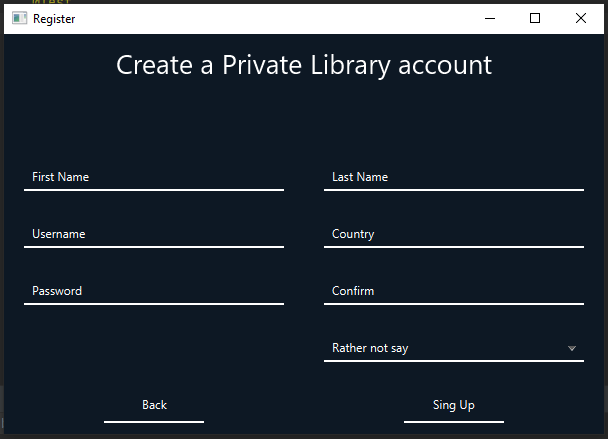 Register
Create a Private Library account
First Name
Last Name
Username
Country
Password
Confirm
Rather not say
Back
Sing Up